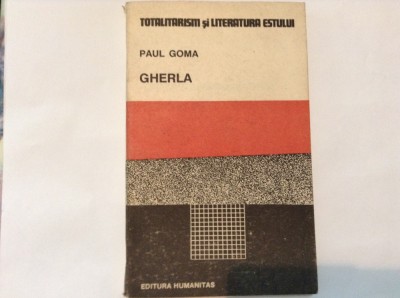 TOTALITARISM și LITERATURA ESTULUI
PAUL GOMA
GHERLA
EDITURA HUMANITAS